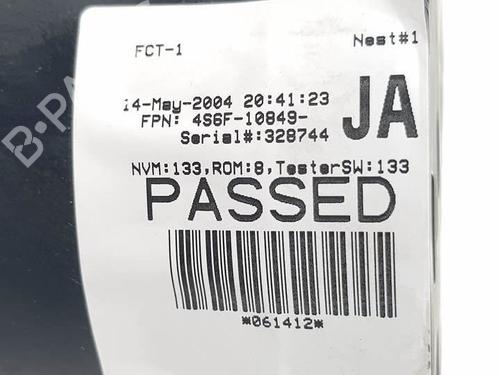 FCT-1 Nest#1
14-May-2004 20:41:23
FPN: 4S6F-10849- JA
Serial#:328744
NVM:133,ROM:8,TesterSW:133
PASSED
*061412*
B-PA